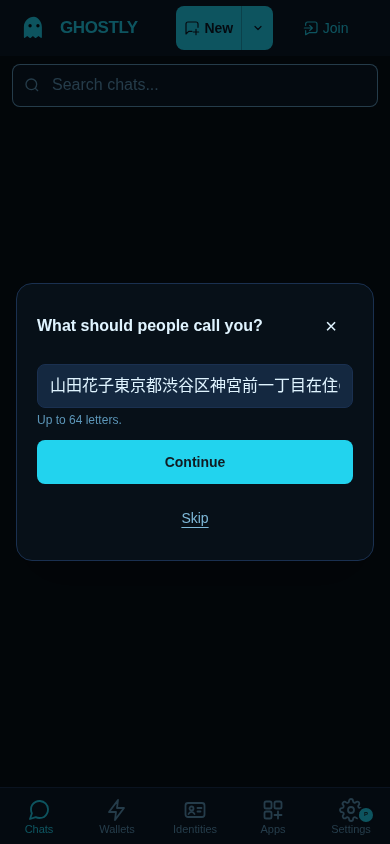 GHOSTLY
New
Join
Search chats...
What should people call you?
山田花子東京都渋谷区神宮前一丁目在住
Up to 64 letters.
Continue
Skip
Chats
Wallets
Identities
Apps
Settings